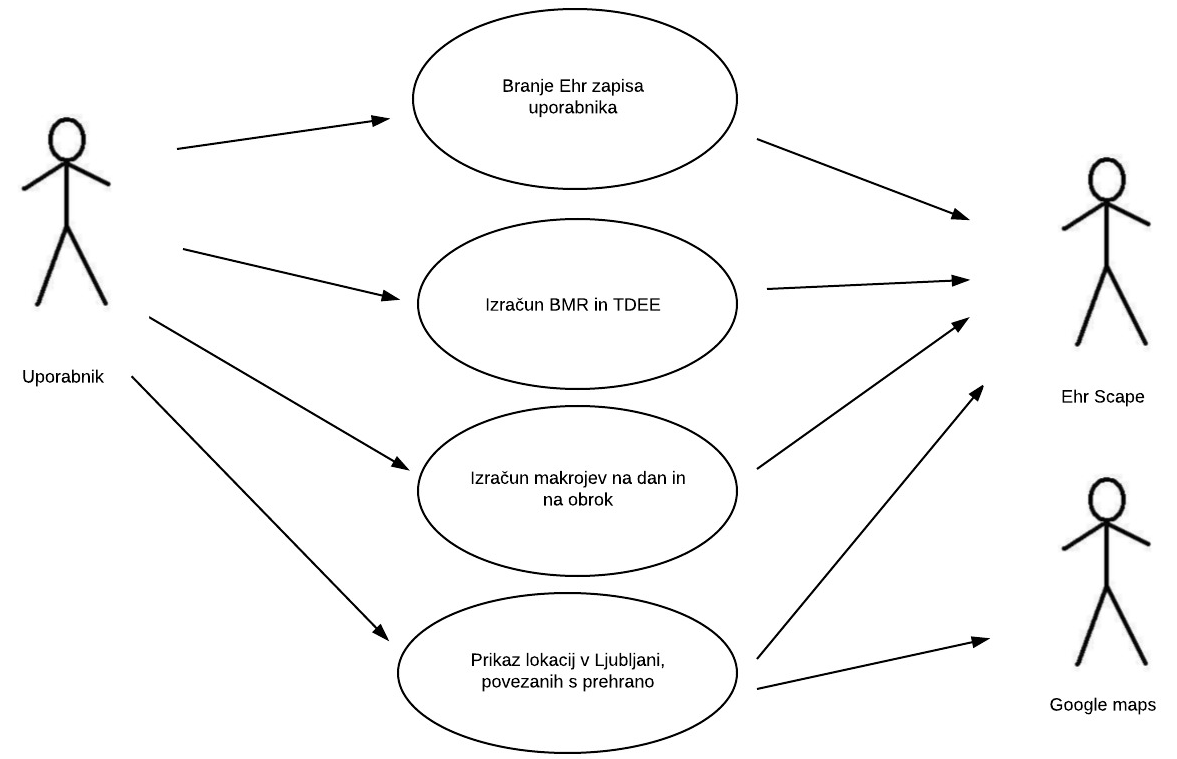 Branje Ehr zapisa
uporabnika
Izračun BMR in TDEE
Uporabnik
Ehr Scape
Izračun makrojev na dan in
na obrok
Prikaz lokacij v Ljubljani,
povezanih s prehrano
Google maps